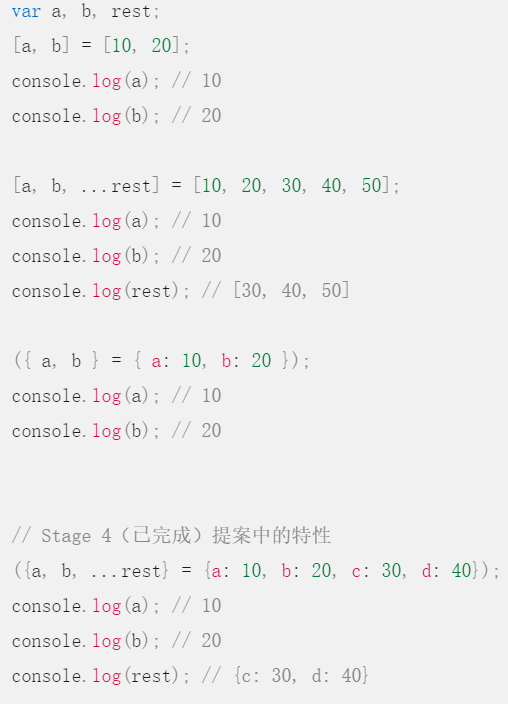 var a, b, rest;
[a, b] = [10, 20];
console.log(a); // 10
console.log(b); // 20
[a, b, ...rest] = [10, 20, 30, 40, 50];
console.log(a); // 10
console.log(b); // 20
console.log(rest); // [30, 40, 50]
({ a, b } = { a: 10, b: 20 });
console.log(a); // 10
console.log(b); // 20
// Stage 4（已完成）提案中的特性
({a, b, ...rest} = {a: 10, b: 20, c: 30, d: 40});
console.log(a); // 10
console.log(b); // 20
console.log(rest); // {c: 30, d: 40}